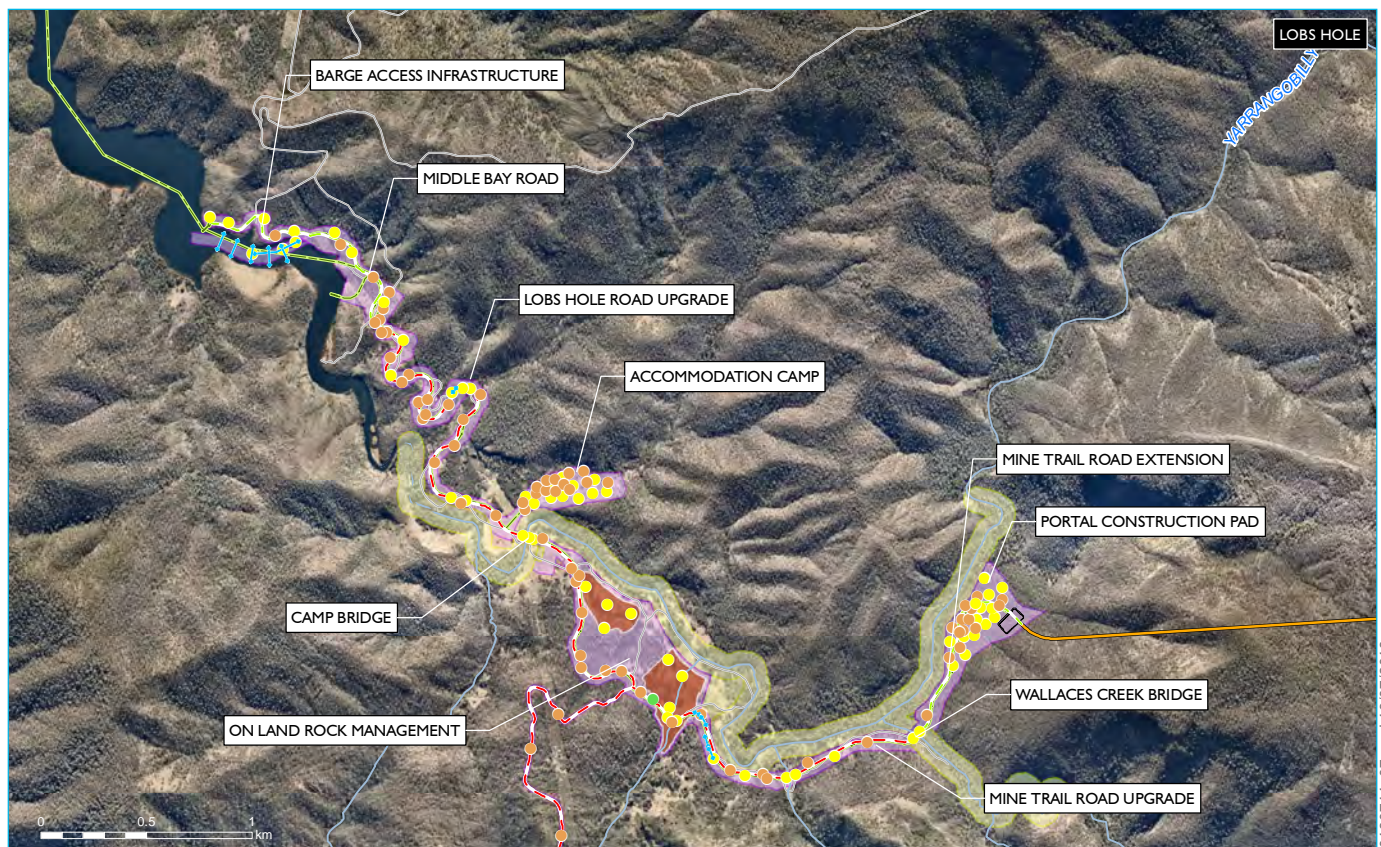 LOBS HOLE
YARRANGOBILLY
BARGE ACCESS INFRASTRUCTURE
MIDDLE BAY ROAD
LOBS HOLE ROAD UPGRADE
ACCOMMODATION CAMP
MINE TRAIL ROAD EXTENSION
PORTAL CONSTRUCTION PAD
CAMP BRIDGE
WALLACES CREEK BRIDGE
ON LAND ROCK MANAGEMENT
MINE TRAIL ROAD UPGRADE
0 0.5 1
km